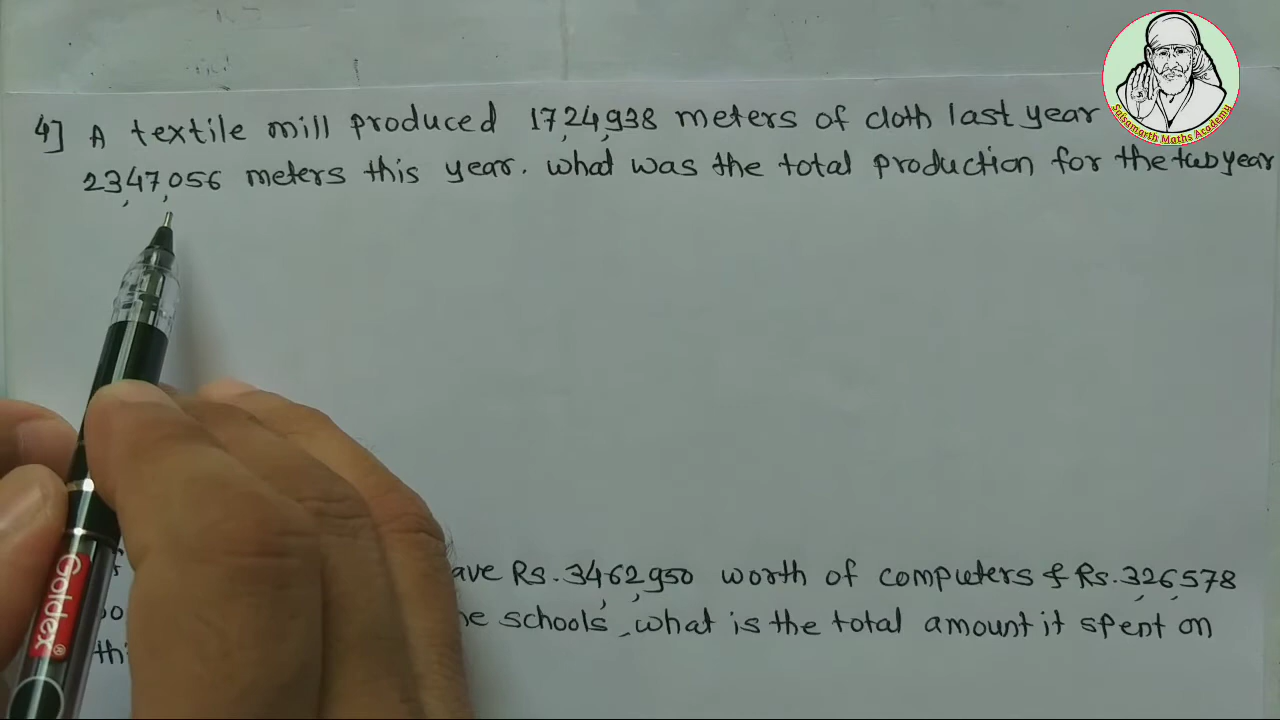 4] A textile mill produced 17,24,938 meters of cloth last year
23,47,056 meters this year. what was the total production for the two year
ave Rs. 34,62,950 worth of computers & Rs. 3,26,578
schools, what is the total amount it spent on
Saisamarth Maths Academy
Goldex